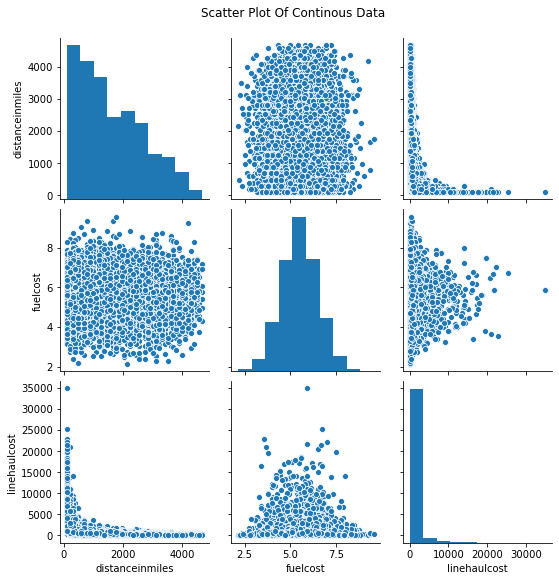 Scatter Plot Of Continous Data
distanceinmiles
4000
3000
2000
1000
0
fuelcost
8
6
4
2
linehaulcost
35000
30000
25000
20000
15000
10000
5000
0
0 2000 4000
2.5 5.0 7.5
0 10000 20000 30000
distanceinmiles fuelcost linehaulcost